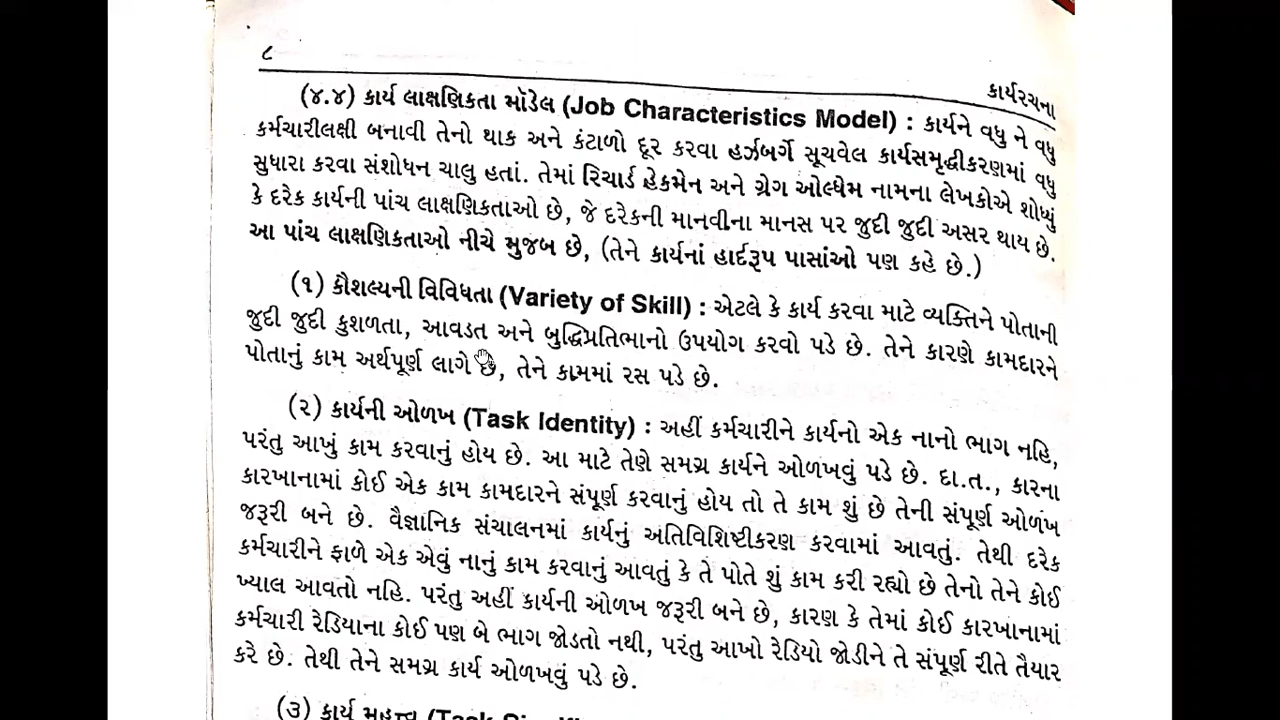 ૮
કાર્યરચના
(૪.૪) કાર્ય લાક્ષણિકતા મૉડેલ (Job Characteristics Model) : કાર્યને વધુ ને વધુ
કર્મચારીલક્ષી બનાવી તેનો થાક અને કંટાળો દૂર કરવા હર્ઝબર્ગે સૂચવેલ કાર્યસમૃદ્ધીકરણમાં વધુ
સુધારા કરવા સંશોધન ચાલુ હતાં. તેમાં રિચાર્ડ હેકમેન અને ગ્રેગ ઓલ્ધેમ નામના લેખકોએ શોધ્યું
કે દરેક કાર્યની પાંચ લાક્ષણિકતાઓ છે, જે દરેકની માનવીના માનસ પર જુદી જુદી અસર થાય છે.
આ પાંચ લાક્ષણિકતાઓ નીચે મુજબ છે, (તેને કાર્યનાં હાર્દરૂપ પાસાંઓ પણ કહે છે.)
(૧) કૌશલ્યની વિવિધતા (Variety of Skill) : એટલે કે કાર્ય કરવા માટે વ્યક્તિને પોતાની
જુદી જુદી કુશળતા, આવડત અને બુદ્ધિપ્રતિભાનો ઉપયોગ કરવો પડે છે. તેને કારણે કામદારને
પોતાનું કામ અર્થપૂર્ણ લાગે છે, તેને કામમાં રસ પડે છે.
(૨) કાર્યની ઓળખ (Task Identity) : અહીં કર્મચારીને કાર્યનો એક નાનો ભાગ નહિ,
પરંતુ આખું કામ કરવાનું હોય છે. આ માટે તેણે સમગ્ર કાર્યને ઓળખવું પડે છે. દા.ત., કારના
કારખાનામાં કોઈ એક કામ કામદારને સંપૂર્ણ કરવાનું હોય તો તે કામ શું છે તેની સંપૂર્ણ ઓળખ
જરૂરી બને છે. વૈજ્ઞાનિક સંચાલનમાં કાર્યનું અતિવિશિષ્ટીકરણ કરવામાં આવતું. તેથી દરેક
કર્મચારીને ફાળે એક એવું નાનું કામ કરવાનું આવતું કે તે પોતે શું કામ કરી રહ્યો છે તેનો તેને કોઈ
ખ્યાલ આવતો નહિ. પરંતુ અહીં કાર્યની ઓળખ જરૂરી બને છે, કારણ કે તેમાં કોઈ કારખાનામાં
કર્મચારી રેડિયાના કોઈ પણ બે ભાગ જોડતો નથી, પરંતુ આખો રેડિયો જોડીને તે સંપૂર્ણ રીતે તૈયાર
કરે છે. તેથી તેને સમગ્ર કાર્ય ઓળખવું પડે છે.
(૩) કાર્ય મહત્ત્વ (Task